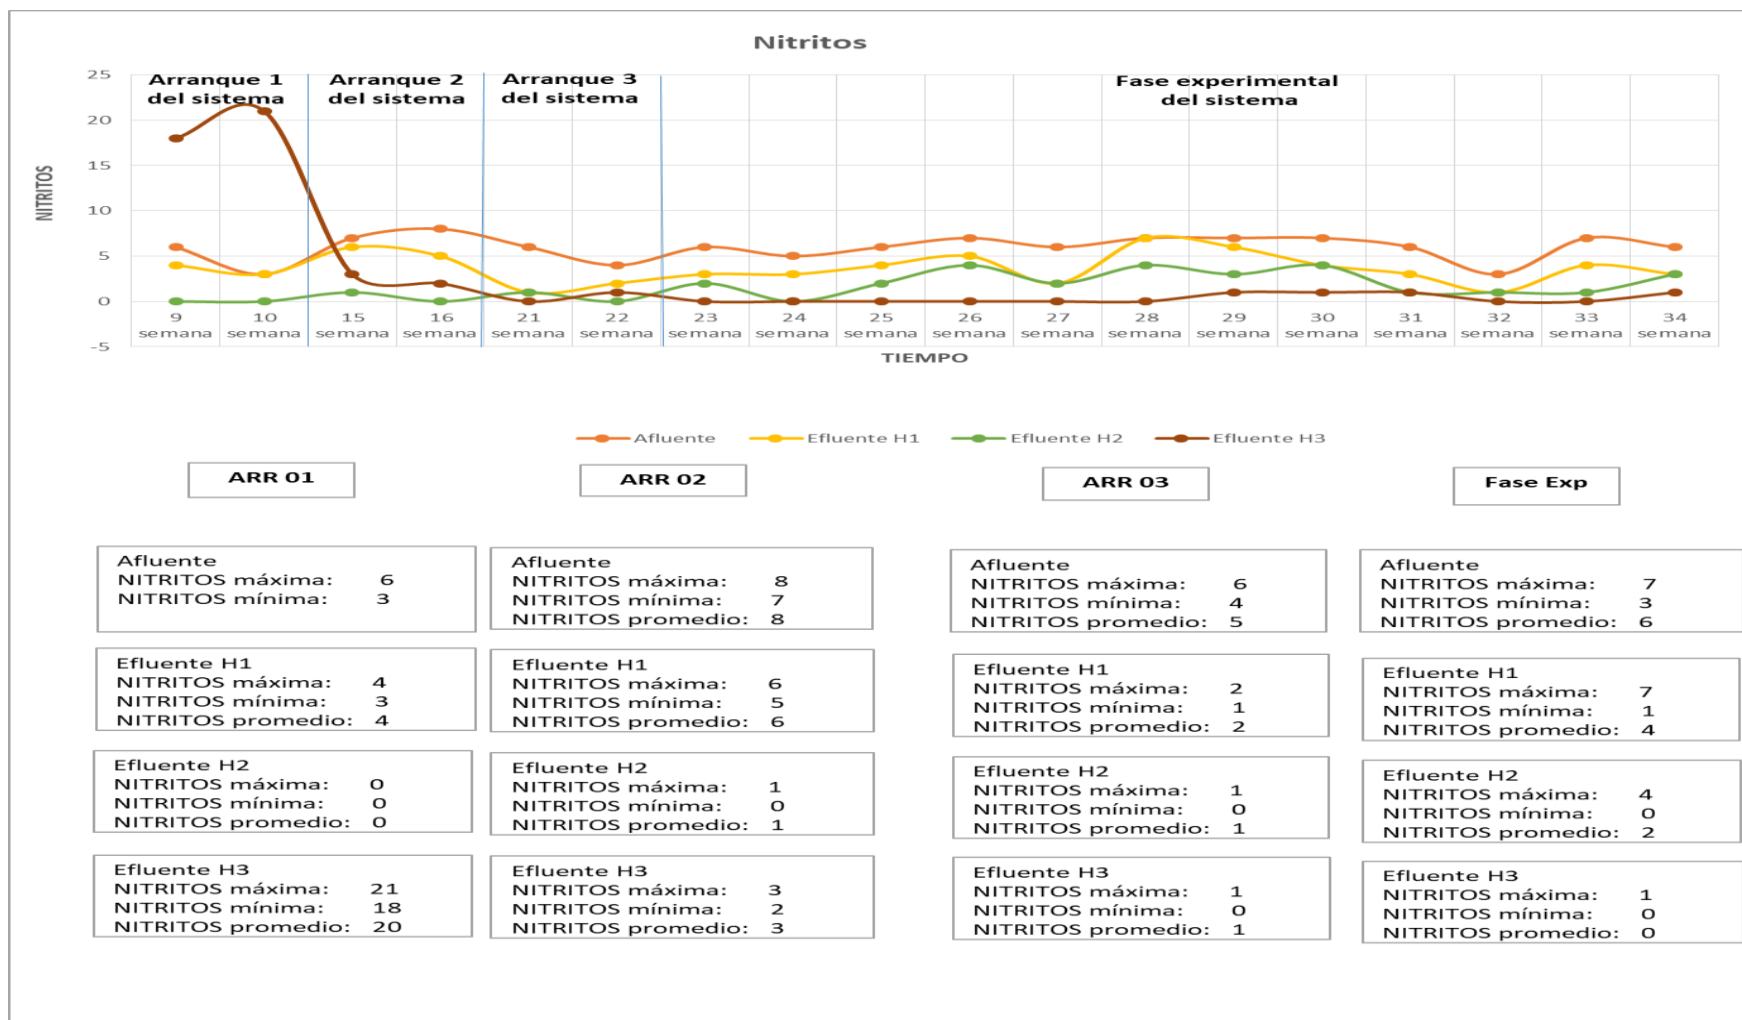 Nitritos
Arranque 1
del sistema
Arranque 2
del sistema
Arranque 3
del sistema
Fase experimental
del sistema
NITRITOS
25
20
15
10
5
0
-5
9
semana
10
semana
15
semana
16
semana
21
semana
22
semana
23
semana
24
semana
25
semana
26
semana
27
semana
28
semana
29
semana
30
semana
31
semana
32
semana
33
semana
34
semana
TIEMPO
Afluente
Efluente H1
Efluente H2
Efluente H3
ARR 01
Afluente
NITRITOS máxima: 6
NITRITOS mínima: 3
Efluente H1
NITRITOS máxima: 4
NITRITOS mínima: 3
NITRITOS promedio: 4
Efluente H2
NITRITOS máxima: 0
NITRITOS mínima: 0
NITRITOS promedio: 0
Efluente H3
NITRITOS máxima: 21
NITRITOS mínima: 18
NITRITOS promedio: 20
ARR 02
Afluente
NITRITOS máxima: 8
NITRITOS mínima: 7
NITRITOS promedio: 8
Efluente H1
NITRITOS máxima: 6
NITRITOS mínima: 5
NITRITOS promedio: 6
Efluente H2
NITRITOS máxima: 1
NITRITOS mínima: 0
NITRITOS promedio: 1
Efluente H3
NITRITOS máxima: 3
NITRITOS mínima: 2
NITRITOS promedio: 3
ARR 03
Afluente
NITRITOS máxima: 6
NITRITOS mínima: 4
NITRITOS promedio: 5
Efluente H1
NITRITOS máxima: 2
NITRITOS mínima: 1
NITRITOS promedio: 2
Efluente H2
NITRITOS máxima: 1
NITRITOS mínima: 0
NITRITOS promedio: 1
Efluente H3
NITRITOS máxima: 1
NITRITOS mínima: 0
NITRITOS promedio: 1
Fase Exp
Afluente
NITRITOS máxima: 7
NITRITOS mínima: 3
NITRITOS promedio: 6
Efluente H1
NITRITOS máxima: 7
NITRITOS mínima: 1
NITRITOS promedio: 4
Efluente H2
NITRITOS máxima: 4
NITRITOS mínima: 0
NITRITOS promedio: 2
Efluente H3
NITRITOS máxima: 1
NITRITOS mínima: 0
NITRITOS promedio: 0